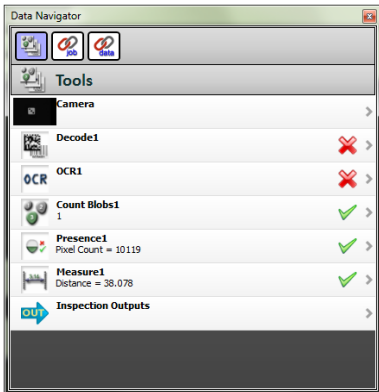 Data Navigator
job
data
Tools
Camera
Decode1
OCR
OCR1
Count Blobs1
1
Presence1
Pixel Count = 10119
Measure1
Distance = 38.078
OUT
Inspection Outputs